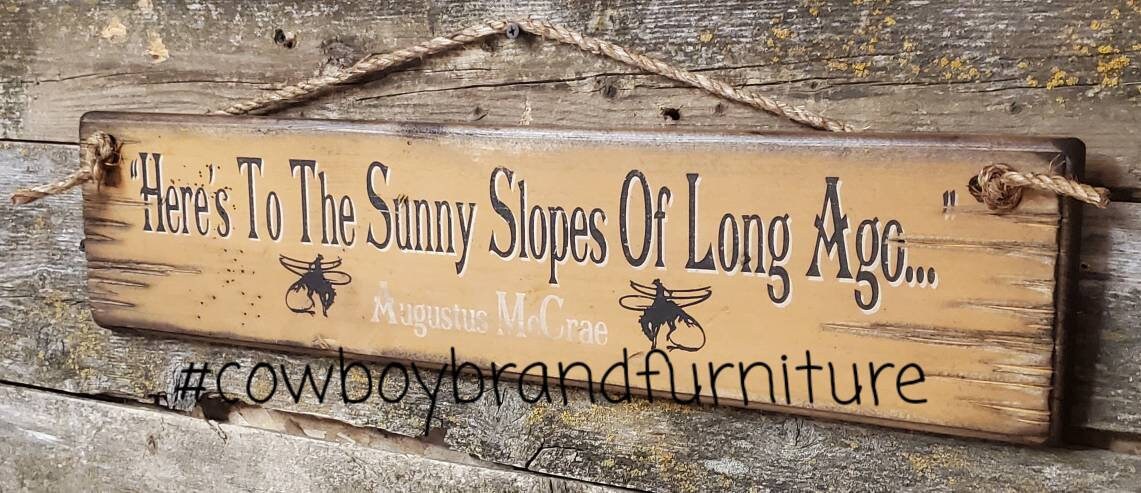 "Here's To The Sunny Slopes Of Long Ago... "
Augustus McCrae
#cowboybrandfurniture